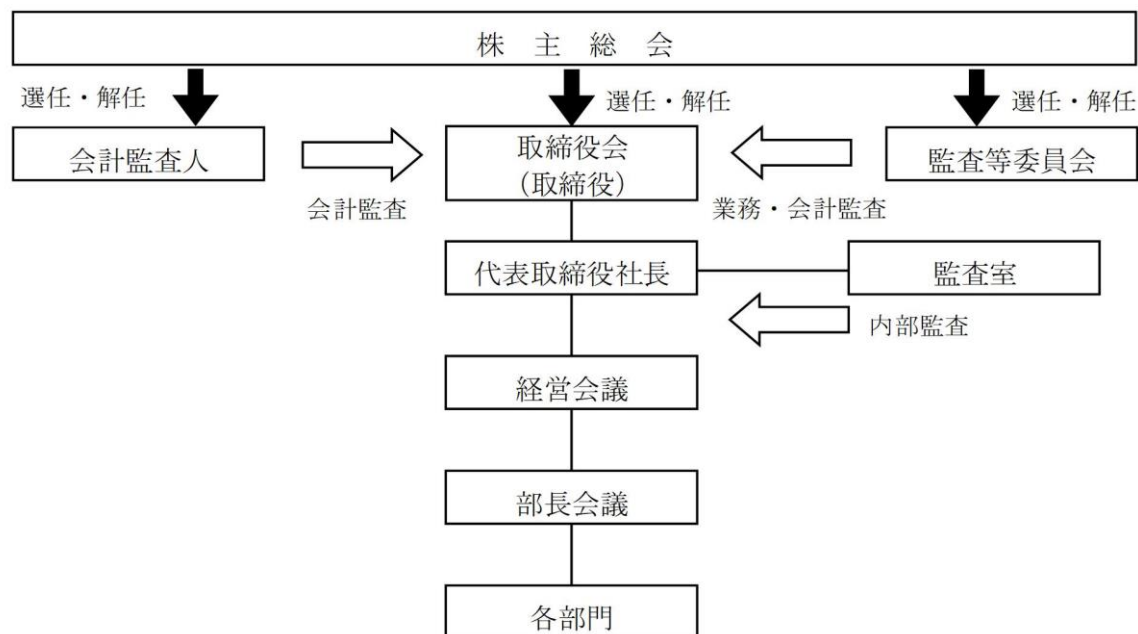 株　主　総　会
選任・解任
選任・解任
選任・解任
会計監査人
取締役会
（取締役）
監査等委員会
会計監査
業務・会計監査
代表取締役社長
監査室
内部監査
経営会議
部長会議
各部門